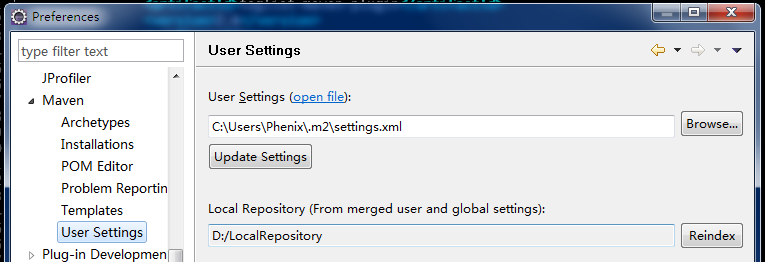 Preferences
type filter text
JProfiler
Maven
Archetypes
Installations
POM Editor
Problem Reportin
Templates
User Settings
Plug-in Developmen
User Settings
User Settings (open file):
C:\Users\Phenix\.m2\settings.xml
Browse...
Update Settings
Local Repository (From merged user and global settings):
D:/LocalRepository
Reindex